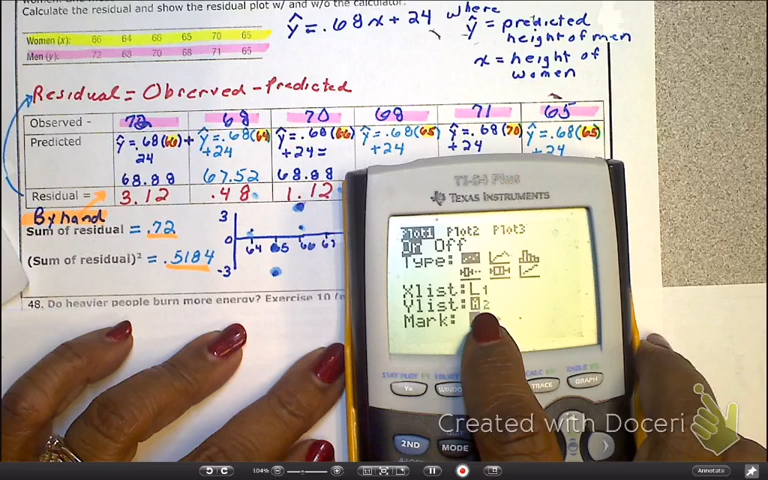 Calculate the residual and show the residual plot w/ and w/o the calculator.
ŷ = .68x + 24 where
ŷ = predicted
height of men
x = height of
women
Women (x): 66 64 66 65 70 65
Men (y): 72 68 70 68 71 65
Residual = Observed - Predicted
Observed - 72 68 70 68 71 65
Predicted ŷ = .68(66) + 24 ŷ = .68(64) +24 ŷ = .68(66) +24 = ŷ = .68(65) +24 ŷ = .68(70) +24 ŷ = .68(65) +24
68.88 67.52 68.88
Residual = 3.12 .48 1.12
By hand
Sum of residual = .72
(Sum of residual)² = .5184
3
0
-3
64 65 66 67
48. Do heavier people burn more energy? Exercise 10
TI-84 Plus
TEXAS INSTRUMENTS
Plot1 Plot2 Plot3
On Off
Type:
Xlist:L1
Ylist:
Mark:
STAT PLOT
Y=
WINDOW
TRACE
GRAPH
2ND
MODE
Created with Doceri
104%
Annotate